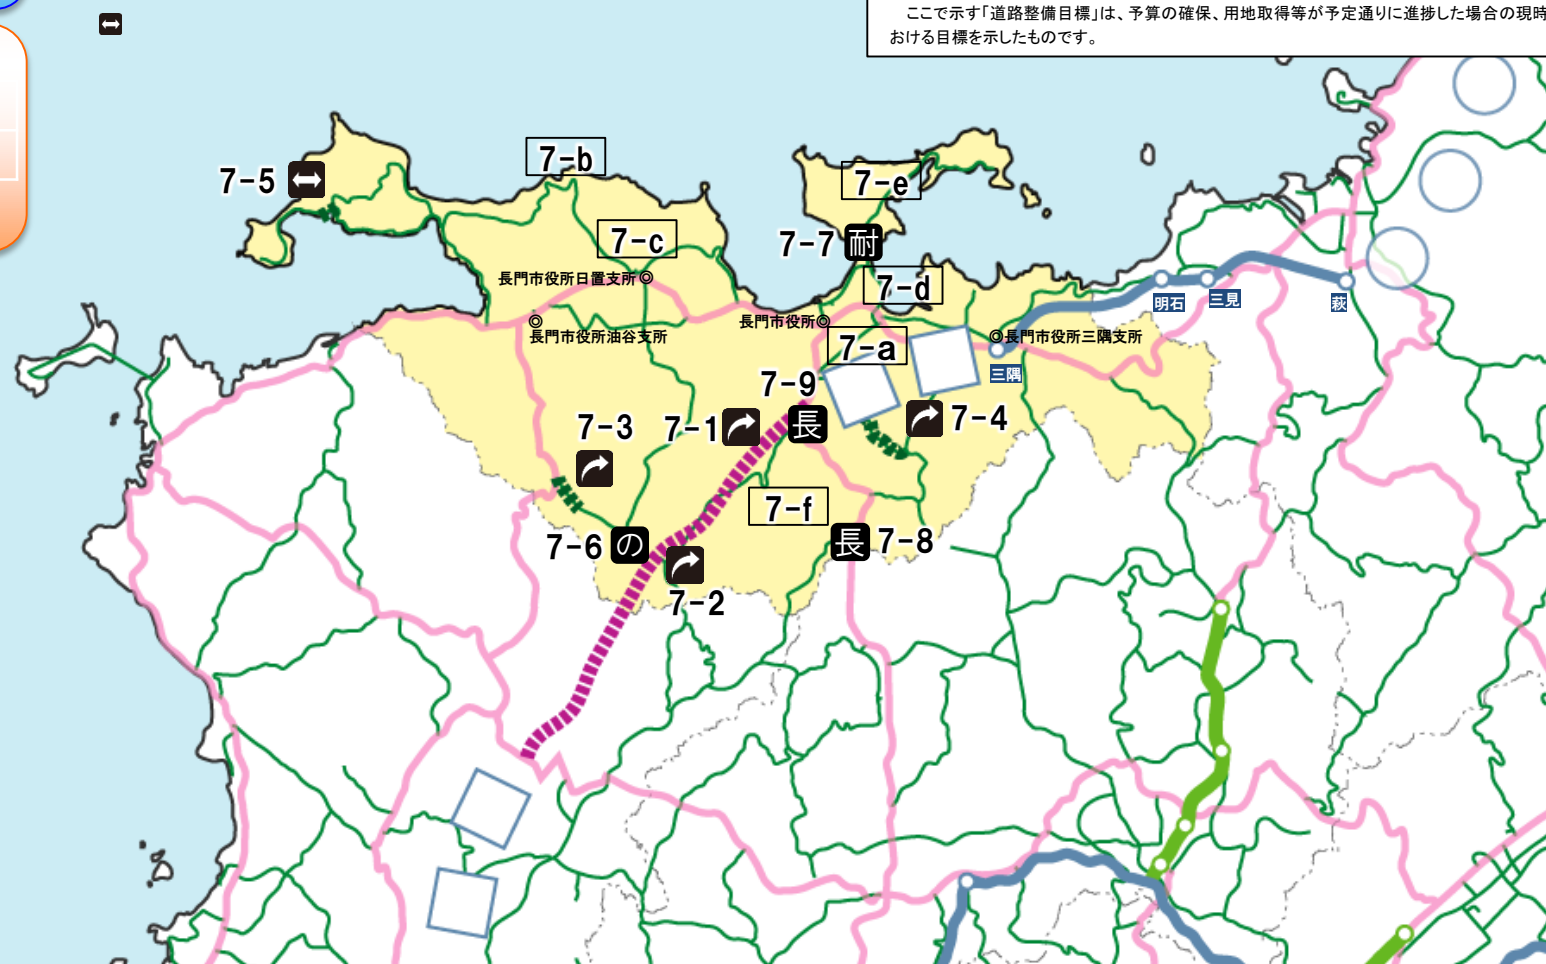 ここで示す「道路整備目標」は、予算の確保、用地取得等が予定通りに進捗した場合の現時
おける目標を示したものです。
7-b
7-5
7-e
7-c
7-7 耐
長門市役所日置支所
7-d
明石
三見
萩
長門市役所
長門市役所油谷支所
長門市役所三隅支所
7-a
三隅
7-9
長
7-3
7-1
7-4
7-f
7-6 の
長 7-8
7-2